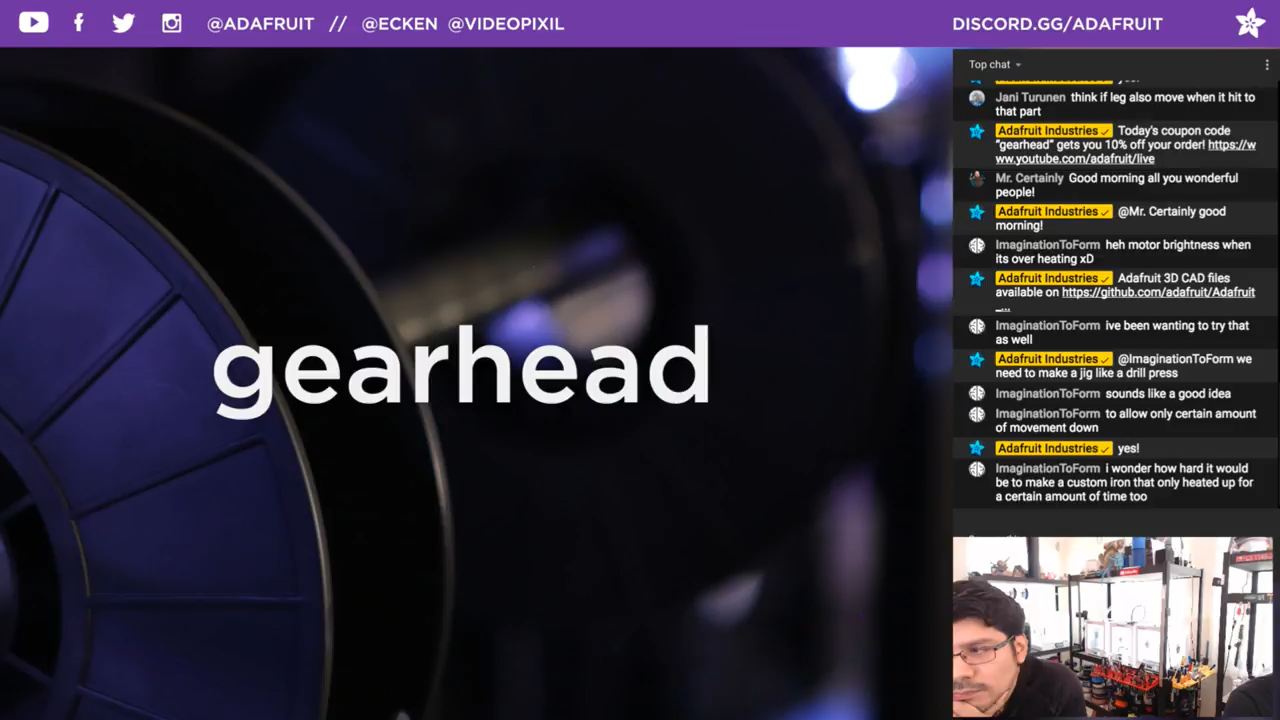 @ADAFRUIT // @ECKEN @VIDEOPIXIL
DISCORD.GG/ADAFRUIT
gearhead
Top chat
Jani Turunen think if leg also move when it hit to
that part
Adafruit Industries Today's coupon code
"gearhead" gets you 10% off your order! https://w
ww.youtube.com/adafruit/live
Mr. Certainly Good morning all you wonderful
people!
Adafruit Industries @Mr. Certainly good
morning!
ImaginationToForm heh motor brightness when
its over heating xD
Adafruit Industries Adafruit 3D CAD files
available on https://github.com/adafruit/Adafruit
_...
ImaginationToForm ive been wanting to try that
as well
Adafruit Industries @ImaginationToForm we
need to make a jig like a drill press
ImaginationToForm sounds like a good idea
ImaginationToForm to allow only certain amount
of movement down
Adafruit Industries yes!
ImaginationToForm i wonder how hard it would
be to make a custom iron that only heated up for
a certain amount of time too